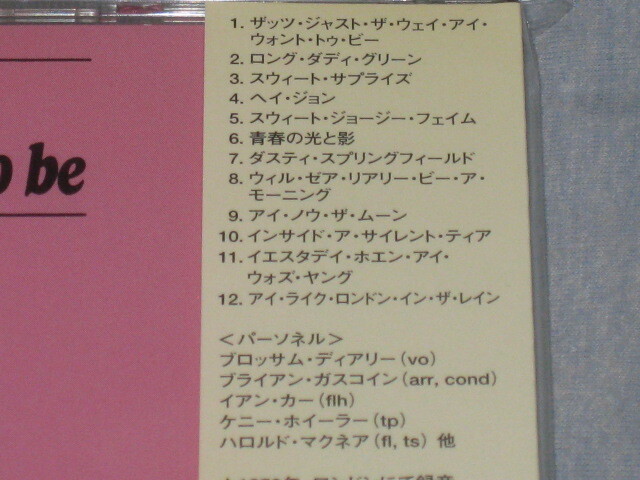 o be
1. ザッツ・ジャスト・ザ・ウェイ・アイ・
ウォント・トゥ・ビー
2. ロング・ダディ・グリーン
3. スウィート・サプライズ
4. ヘイ・ジョン
5. スウィート・ジョージー・フェイム
6. 青春の光と影
7. ダスティ・スプリングフィールド
8. ウィル・ゼア・リアリー・ビー・ア・
モーニング
9. アイ・ノウ・ザ・ムーン
10. インサイド・ア・サイレント・ティア
11. イエスタデイ・ホエン・アイ・
ウォズ・ヤング
12. アイ・ライク・ロンドン・イン・ザ・レイン
＜パーソネル＞
ブロッサム・ディアリー(vo)
ブライアン・ガスコイン(arr, cond)
イアン・カー(flh)
ケニー・ホイーラー(tp)
ハロルド・マクネア(fl, ts) 他